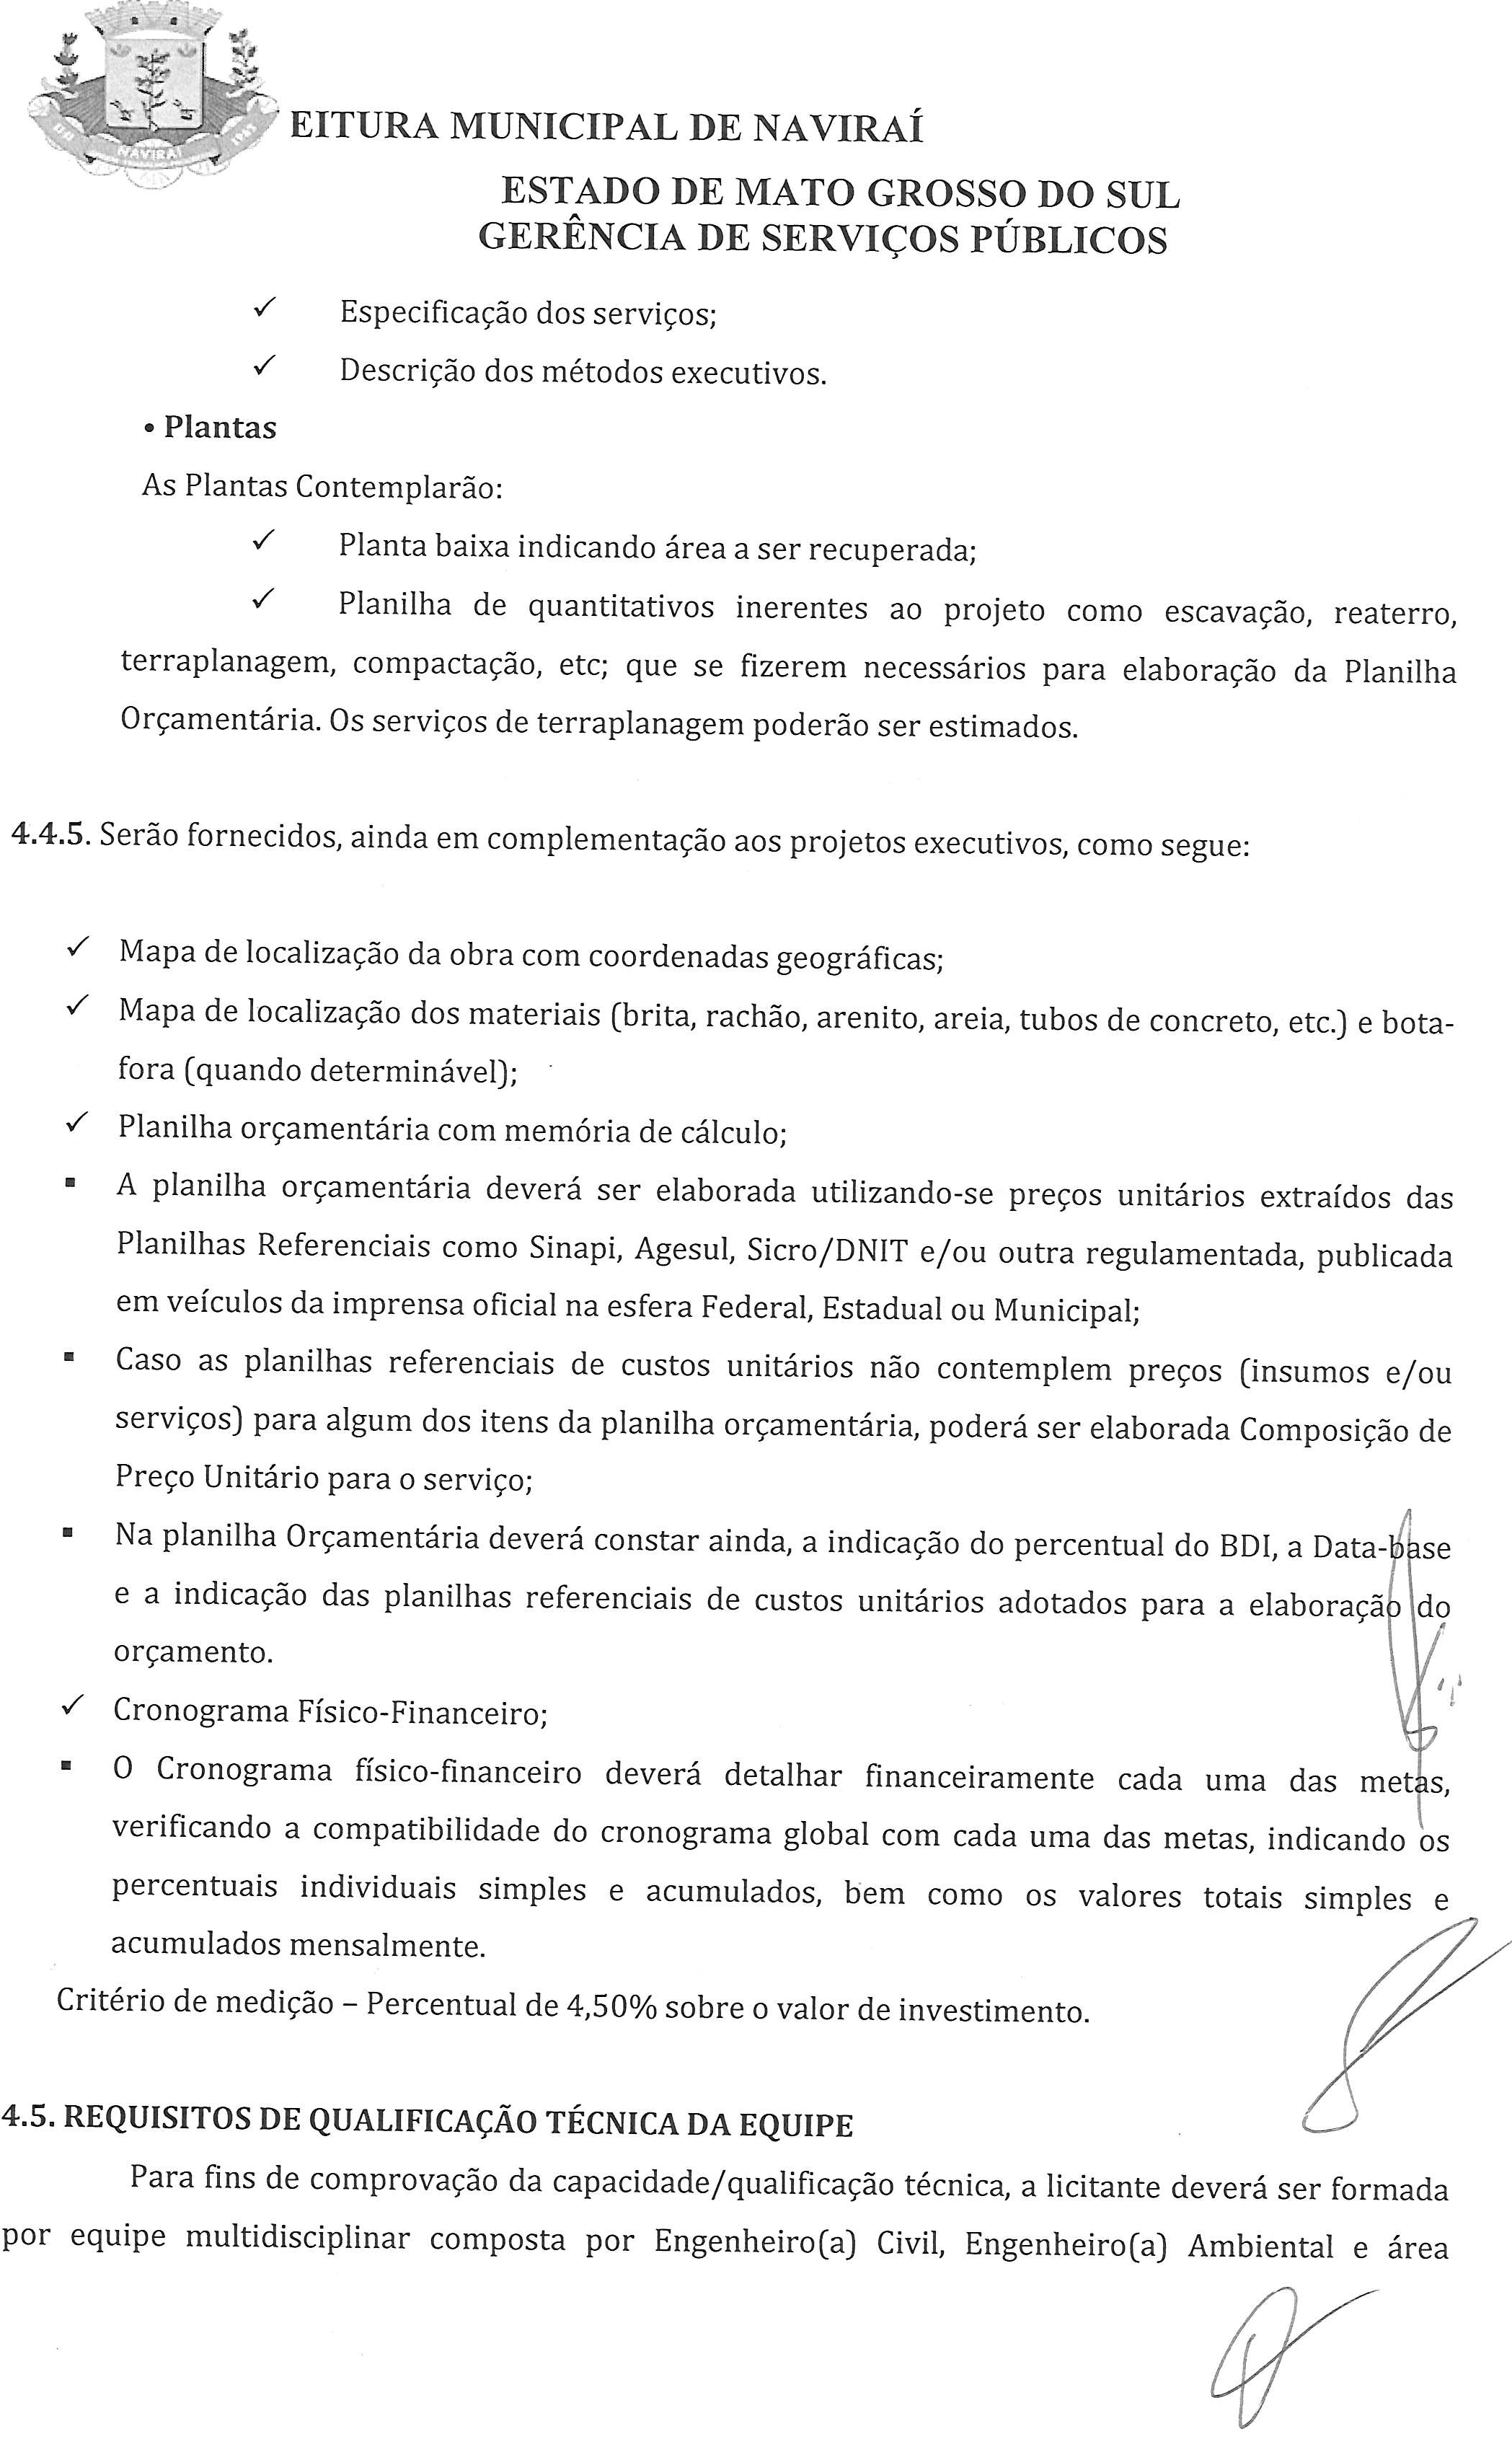 NAVIRAÍ
1963
EITURA MUNICIPAL DE NAVIRAÍ
ESTADO DE MATO GROSSO DO SUL
GERÊNCIA DE SERVIÇOS PÚBLICOS
✓ Especificação dos serviços;
✓ Descrição dos métodos executivos.
• Plantas
As Plantas Contemplarão:
✓ Planta baixa indicando área a ser recuperada;
✓ Planilha de quantitativos inerentes ao projeto como escavação, reaterro,
terraplanagem, compactação, etc; que se fizerem necessários para elaboração da Planilha
Orçamentária. Os serviços de terraplanagem poderão ser estimados.
4.4.5. Serão fornecidos, ainda em complementação aos projetos executivos, como segue:
✓ Mapa de localização da obra com coordenadas geográficas;
✓ Mapa de localização dos materiais (brita, rachão, arenito, areia, tubos de concreto, etc.) e bota-
fora (quando determinável);
✓ Planilha orçamentária com memória de cálculo;
▪ A planilha orçamentária deverá ser elaborada utilizando-se preços unitários extraídos das
Planilhas Referenciais como Sinapi, Agesul, Sicro/DNIT e/ou outra regulamentada, publicada
em veículos da imprensa oficial na esfera Federal, Estadual ou Municipal;
▪ Caso as planilhas referenciais de custos unitários não contemplem preços (insumos e/ou
serviços) para algum dos itens da planilha orçamentária, poderá ser elaborada Composição de
Preço Unitário para o serviço;
▪ Na planilha Orçamentária deverá constar ainda, a indicação do percentual do BDI, a Data-base
e a indicação das planilhas referenciais de custos unitários adotados para a elaboração do
orçamento.
✓ Cronograma Físico-Financeiro;
▪ O Cronograma físico-financeiro deverá detalhar financeiramente cada uma das metas,
verificando a compatibilidade do cronograma global com cada uma das metas, indicando os
percentuais individuais simples e acumulados, bem como os valores totais simples e
acumulados mensalmente.
Critério de medição – Percentual de 4,50% sobre o valor de investimento.
4.5. REQUISITOS DE QUALIFICAÇÃO TÉCNICA DA EQUIPE
Para fins de comprovação da capacidade/qualificação técnica, a licitante deverá ser formada
por equipe multidisciplinar composta por Engenheiro(a) Civil, Engenheiro(a) Ambiental e área